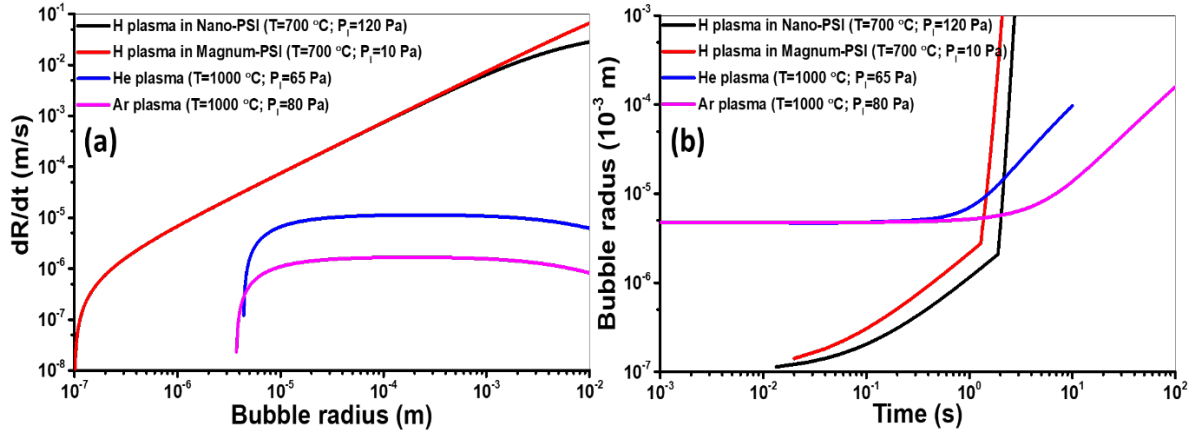 H plasma in Nano-PSI (T=700 °C; P_l=120 Pa)
H plasma in Magnum-PSI (T=700 °C; P_l=10 Pa)
He plasma (T=1000 °C; P_l=65 Pa)
Ar plasma (T=1000 °C; P_l=80 Pa)
(a)
dR/dt (m/s)
10^-1
10^-2
10^-3
10^-4
10^-5
10^-6
10^-7
10^-8
10^-7 10^-6 10^-5 10^-4 10^-3 10^-2
Bubble radius (m)
H plasma in Nano-PSI (T=700 °C; P_l=120 Pa)
H plasma in Magnum-PSI (T=700 °C; P_l=10 Pa)
He plasma (T=1000 °C; P_l=65 Pa)
Ar plasma (T=1000 °C; P_l=80 Pa)
(b)
Bubble radius (10^-3 m)
10^-3
10^-4
10^-5
10^-6
10^-7
10^-3 10^-2 10^-1 10^0 10^1 10^2
Time (s)